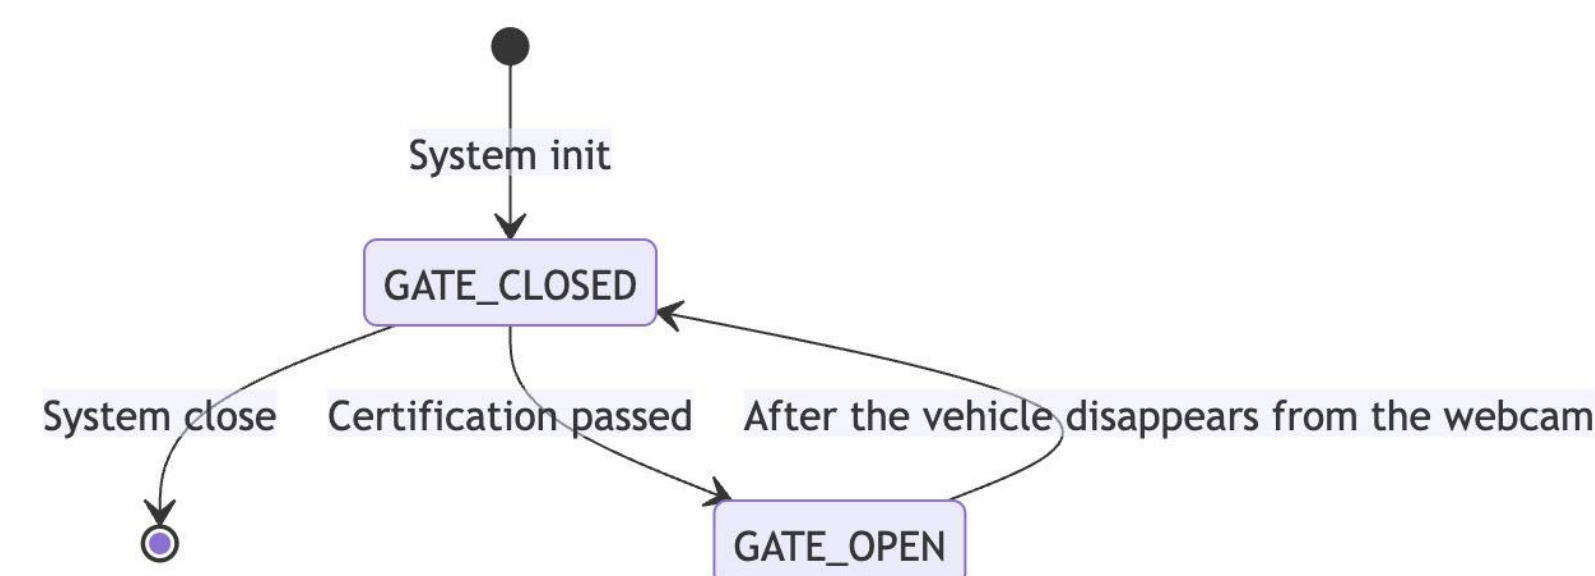 System init
GATE_CLOSED
System close
Certification passed
After the vehicle disappears from the webcam
GATE_OPEN